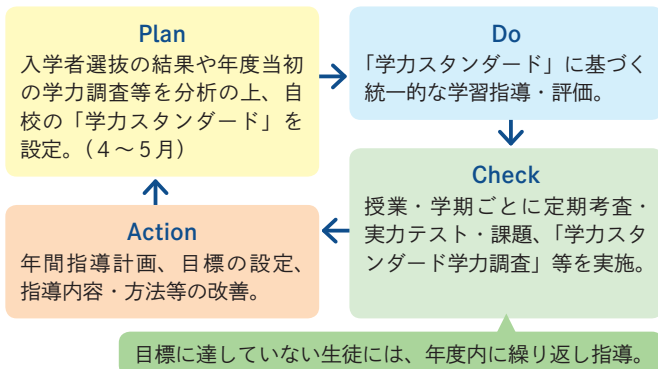 Plan
入学者選抜の結果や年度当初
の学力調査等を分析の上、自
校の「学力スタンダード」を
設定。(4～5月)
Do
「学力スタンダード」に基づく
統一的な学習指導・評価。
Check
授業・学期ごとに定期考査・
実力テスト・課題、「学力スタ
ンダード学力調査」等を実施。
Action
年間指導計画、目標の設定、
指導内容・方法等の改善。
目標に達していない生徒には、年度内に繰り返し指導。